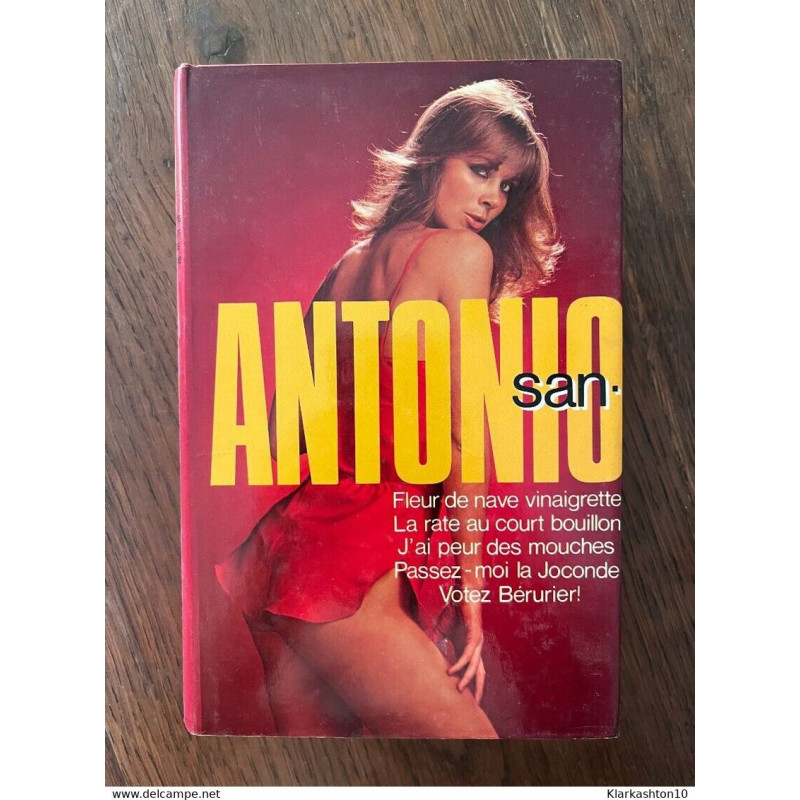 ANTONIO
san-
Fleur de nave vinaigrette
La rate au court bouillon
J'ai peur des mouches
Passez-moi la Joconde
Votez Bérurier!
www.delcampe.net
Klarkashton10